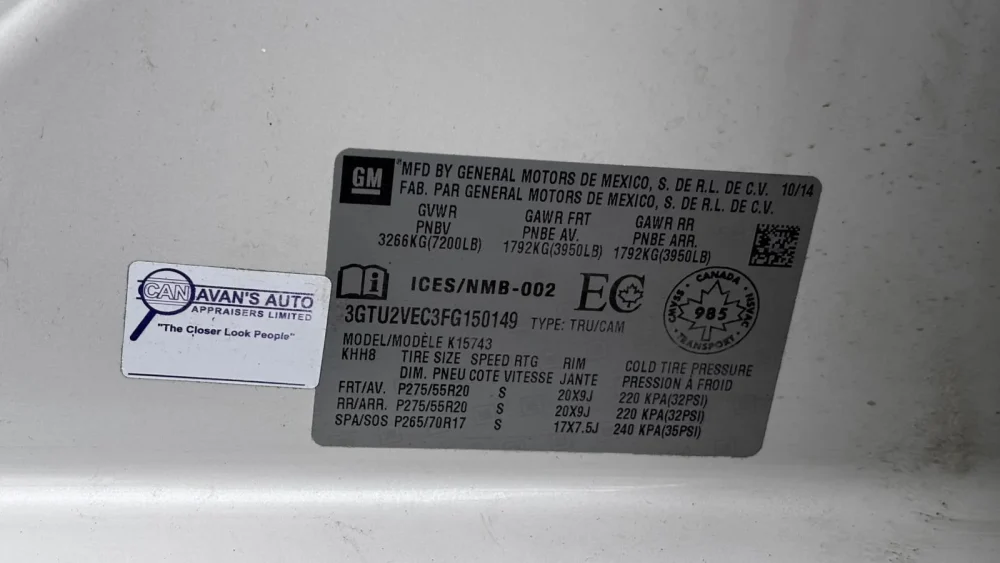 GM
MFD BY GENERAL MOTORS DE MEXICO, S. DE R.L. DE C.V. 10/14
FAB. PAR GENERAL MOTORS DE MEXICO, S. DE R.L. DE C.V.
GVWR GAWR FRT GAWR RR
PNBV PNBE AV. PNBE ARR.
3266KG(7200LB) 1792KG(3950LB) 1792KG(3950LB)
ICES/NMB-002 EC
CANADA
985
TRANSPORT
CMVSS
NSVAC
3GTU2VEC3FG150149 TYPE: TRU/CAM
MODEL/MODÈLE K15743
KHH8 TIRE SIZE SPEED RTG RIM COLD TIRE PRESSURE
DIM. PNEU COTE VITESSE JANTE PRESSION À FROID
FRT/AV. P275/55R20 S 20X9J 220 KPA(32PSI)
RR/ARR. P275/55R20 S 20X9J 220 KPA(32PSI)
SPA/SOS P265/70R17 S 17X7.5J 240 KPA(35PSI)
CANAVAN'S AUTO
APPRAISERS LIMITED
"The Closer Look People"